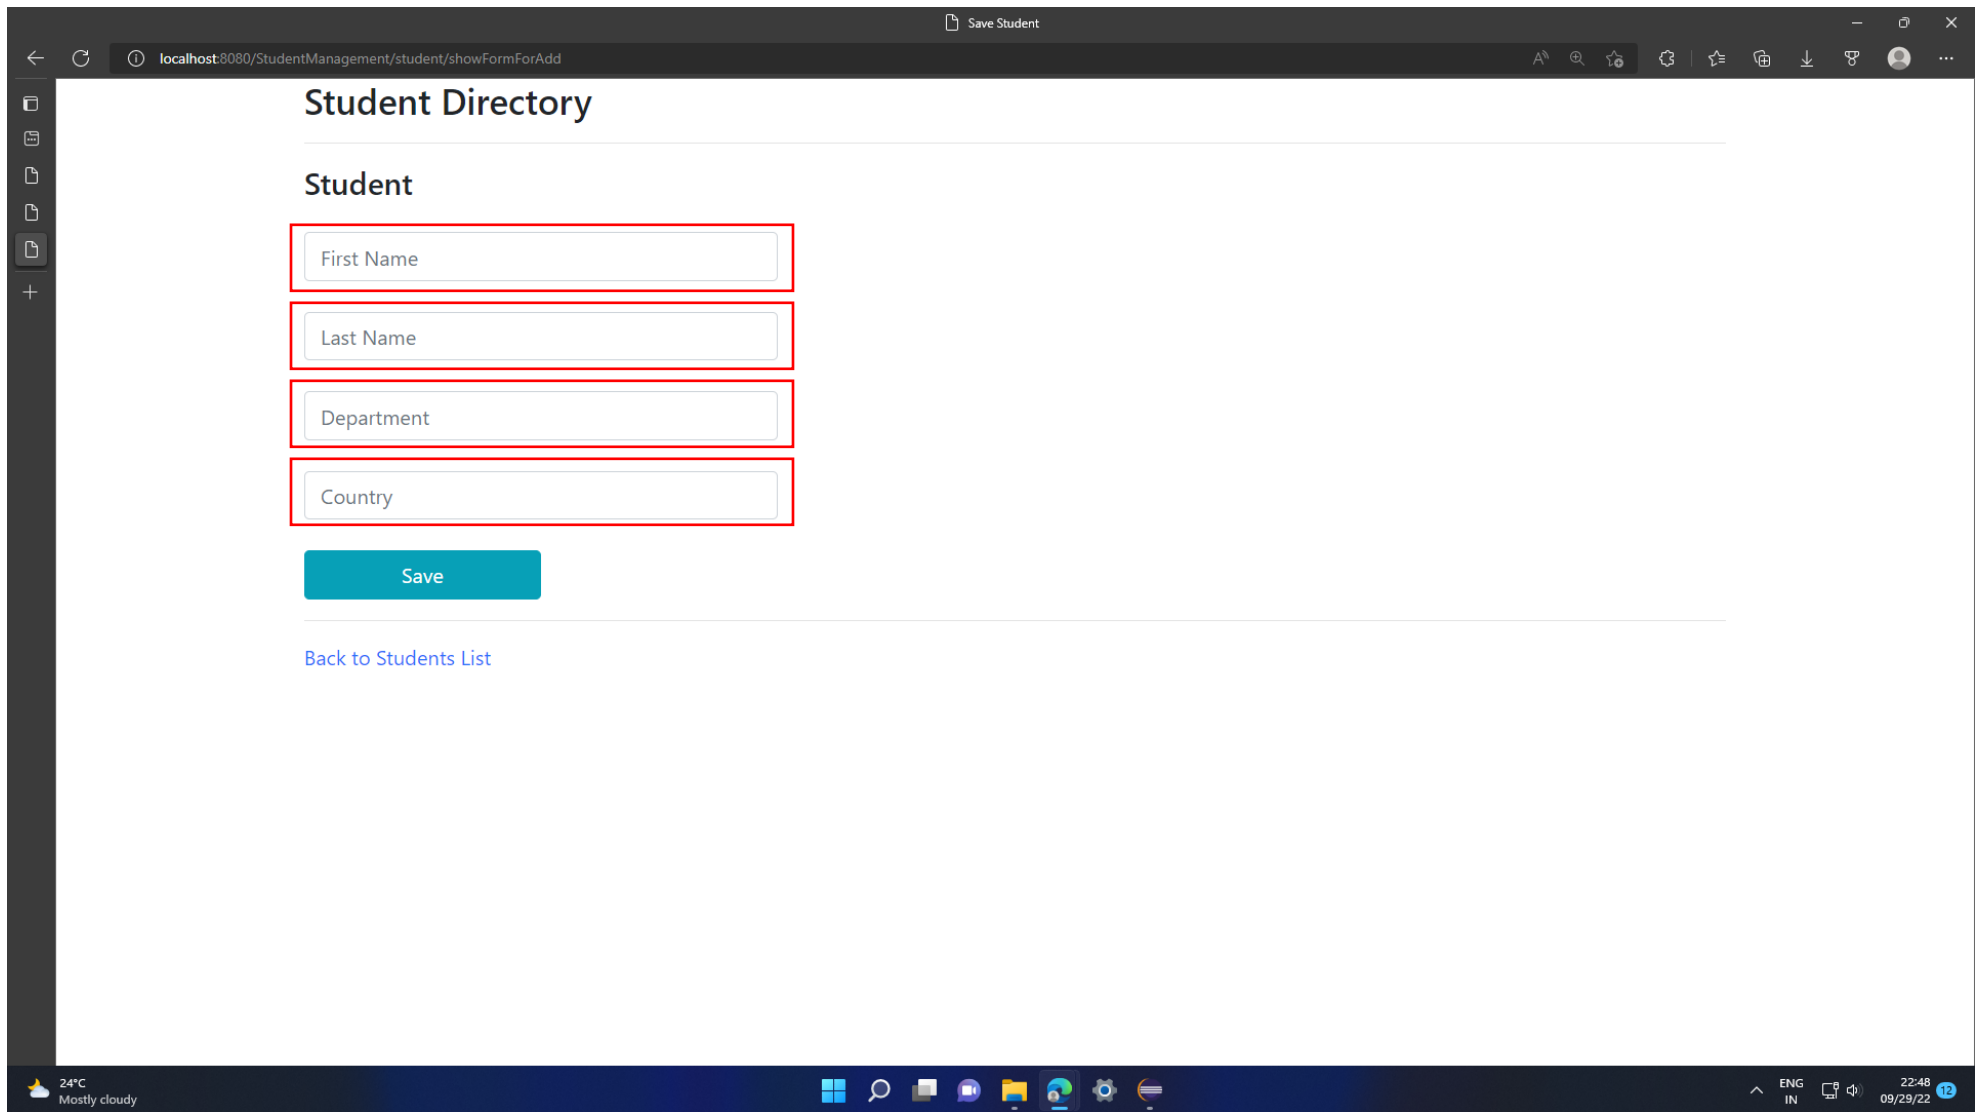 Save Student
localhost:8080/StudentManagement/student/showFormForAdd
Student Directory
Student
First Name
Last Name
Department
Country
Save
Back to Students List
24°C
Mostly cloudy
ENG
IN
22:48
09/29/22
12